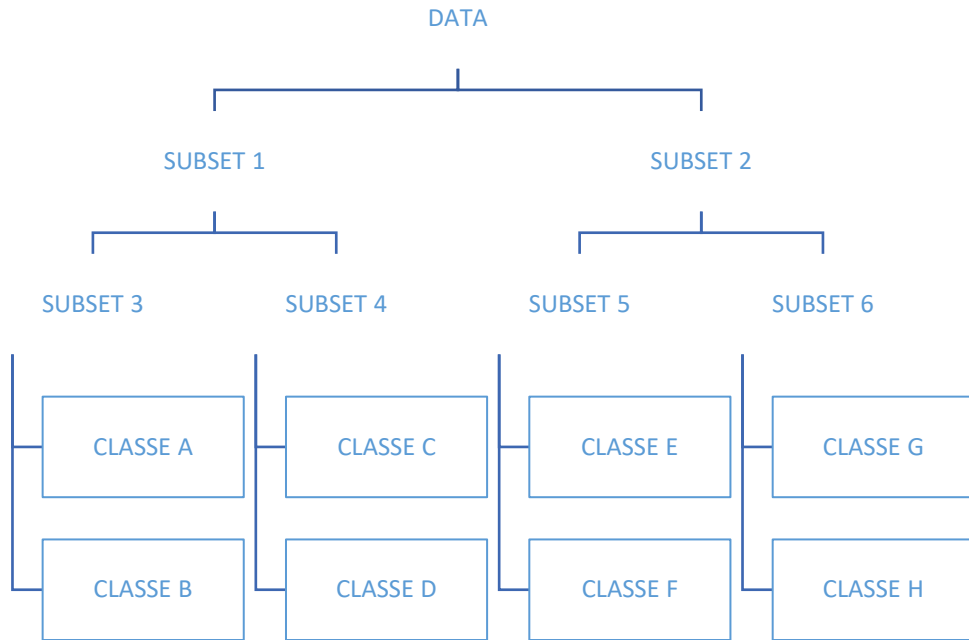 DATA
SUBSET 1
SUBSET 2
SUBSET 3
SUBSET 4
SUBSET 5
SUBSET 6
CLASSE A
CLASSE C
CLASSE E
CLASSE G
CLASSE B
CLASSE D
CLASSE F
CLASSE H